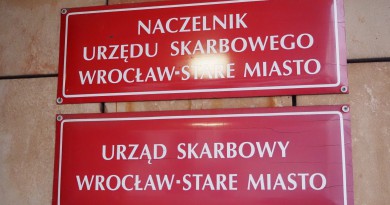 NACZELNIK
URZĘDU SKARBOWEGO
WROCŁAW-STARE MIASTO
URZĄD SKARBOWY
WROCŁAW-STARE MIASTO